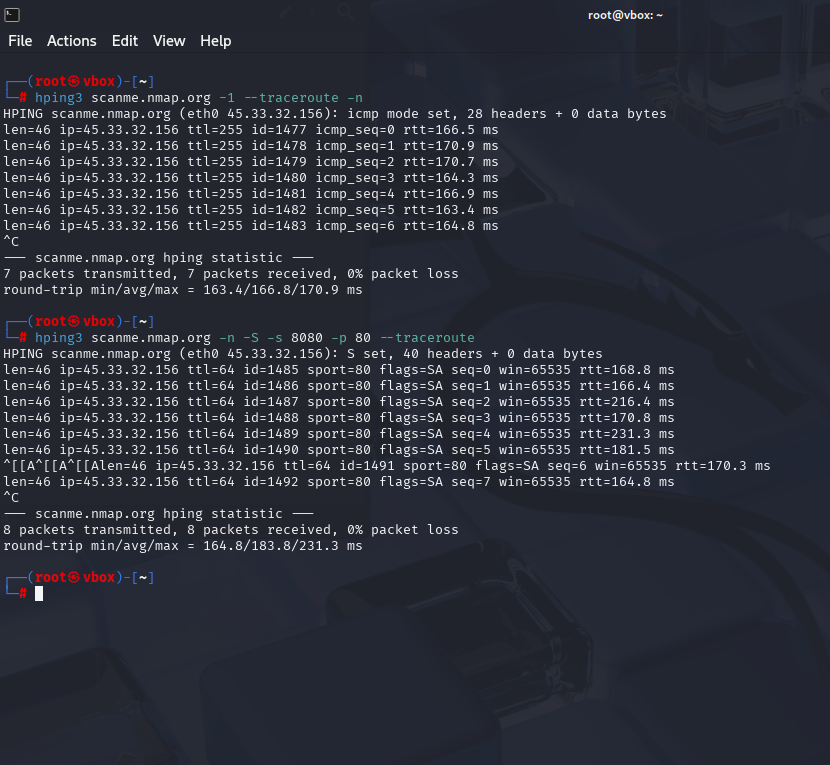 root@vbox: ~
File Actions Edit View Help
┌──(root㉿vbox)-[~]
└─# hping3 scanme.nmap.org -1 --traceroute -n
HPING scanme.nmap.org (eth0 45.33.32.156): icmp mode set, 28 headers + 0 data bytes
len=46 ip=45.33.32.156 ttl=255 id=1477 icmp_seq=0 rtt=166.5 ms
len=46 ip=45.33.32.156 ttl=255 id=1478 icmp_seq=1 rtt=170.9 ms
len=46 ip=45.33.32.156 ttl=255 id=1479 icmp_seq=2 rtt=170.7 ms
len=46 ip=45.33.32.156 ttl=255 id=1480 icmp_seq=3 rtt=164.3 ms
len=46 ip=45.33.32.156 ttl=255 id=1481 icmp_seq=4 rtt=166.9 ms
len=46 ip=45.33.32.156 ttl=255 id=1482 icmp_seq=5 rtt=163.4 ms
len=46 ip=45.33.32.156 ttl=255 id=1483 icmp_seq=6 rtt=164.8 ms
^C
--- scanme.nmap.org hping statistic ---
7 packets transmitted, 7 packets received, 0% packet loss
round-trip min/avg/max = 163.4/166.8/170.9 ms
┌──(root㉿vbox)-[~]
└─# hping3 scanme.nmap.org -n -S -s 8080 -p 80 --traceroute
HPING scanme.nmap.org (eth0 45.33.32.156): S set, 40 headers + 0 data bytes
len=46 ip=45.33.32.156 ttl=64 id=1485 sport=80 flags=SA seq=0 win=65535 rtt=168.8 ms
len=46 ip=45.33.32.156 ttl=64 id=1486 sport=80 flags=SA seq=1 win=65535 rtt=166.4 ms
len=46 ip=45.33.32.156 ttl=64 id=1487 sport=80 flags=SA seq=2 win=65535 rtt=216.4 ms
len=46 ip=45.33.32.156 ttl=64 id=1488 sport=80 flags=SA seq=3 win=65535 rtt=170.8 ms
len=46 ip=45.33.32.156 ttl=64 id=1489 sport=80 flags=SA seq=4 win=65535 rtt=231.3 ms
len=46 ip=45.33.32.156 ttl=64 id=1490 sport=80 flags=SA seq=5 win=65535 rtt=181.5 ms
^[[A^[[A^[[Alen=46 ip=45.33.32.156 ttl=64 id=1491 sport=80 flags=SA seq=6 win=65535 rtt=170.3 ms
len=46 ip=45.33.32.156 ttl=64 id=1492 sport=80 flags=SA seq=7 win=65535 rtt=164.8 ms
^C
--- scanme.nmap.org hping statistic ---
8 packets transmitted, 8 packets received, 0% packet loss
round-trip min/avg/max = 164.8/183.8/231.3 ms
┌──(root㉿vbox)-[~]
└─#